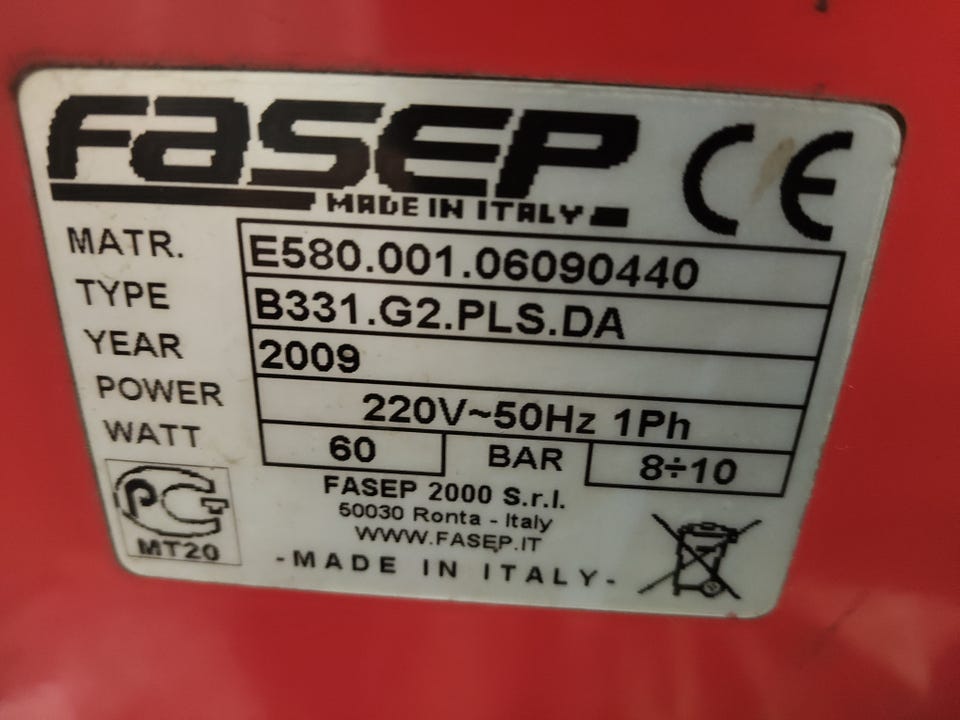 FASEP
MADE IN ITALY
CE
MATR. E580.001.06090440
TYPE B331.G2.PLS.DA
YEAR 2009
POWER 220V~50Hz 1Ph
WATT 60 BAR 8÷10
FASEP 2000 S.r.l.
50030 Ronta - Italy
WWW.FASEP.IT
-MADE IN ITALY-
PCT
MT20